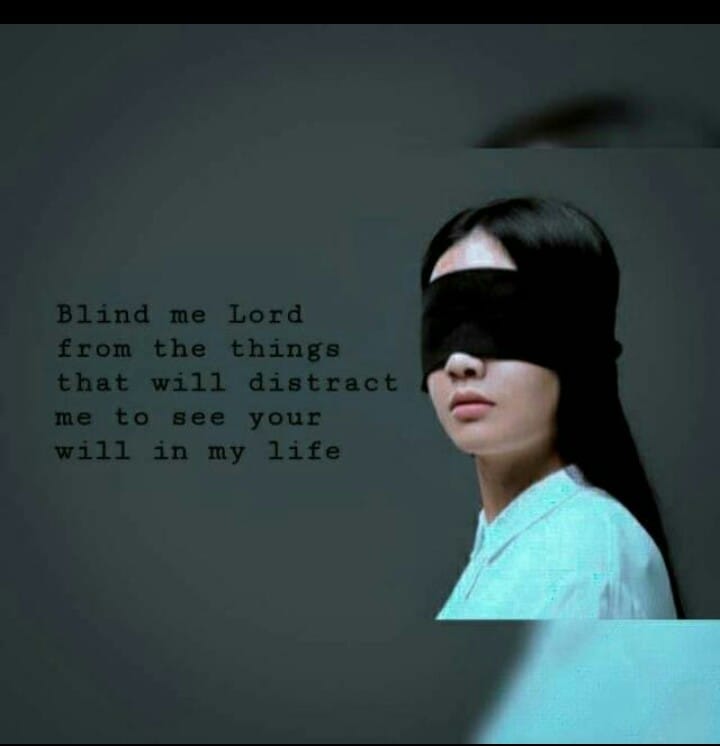 Blind me Lord
from the things
that will distract
me to see your
will in my life